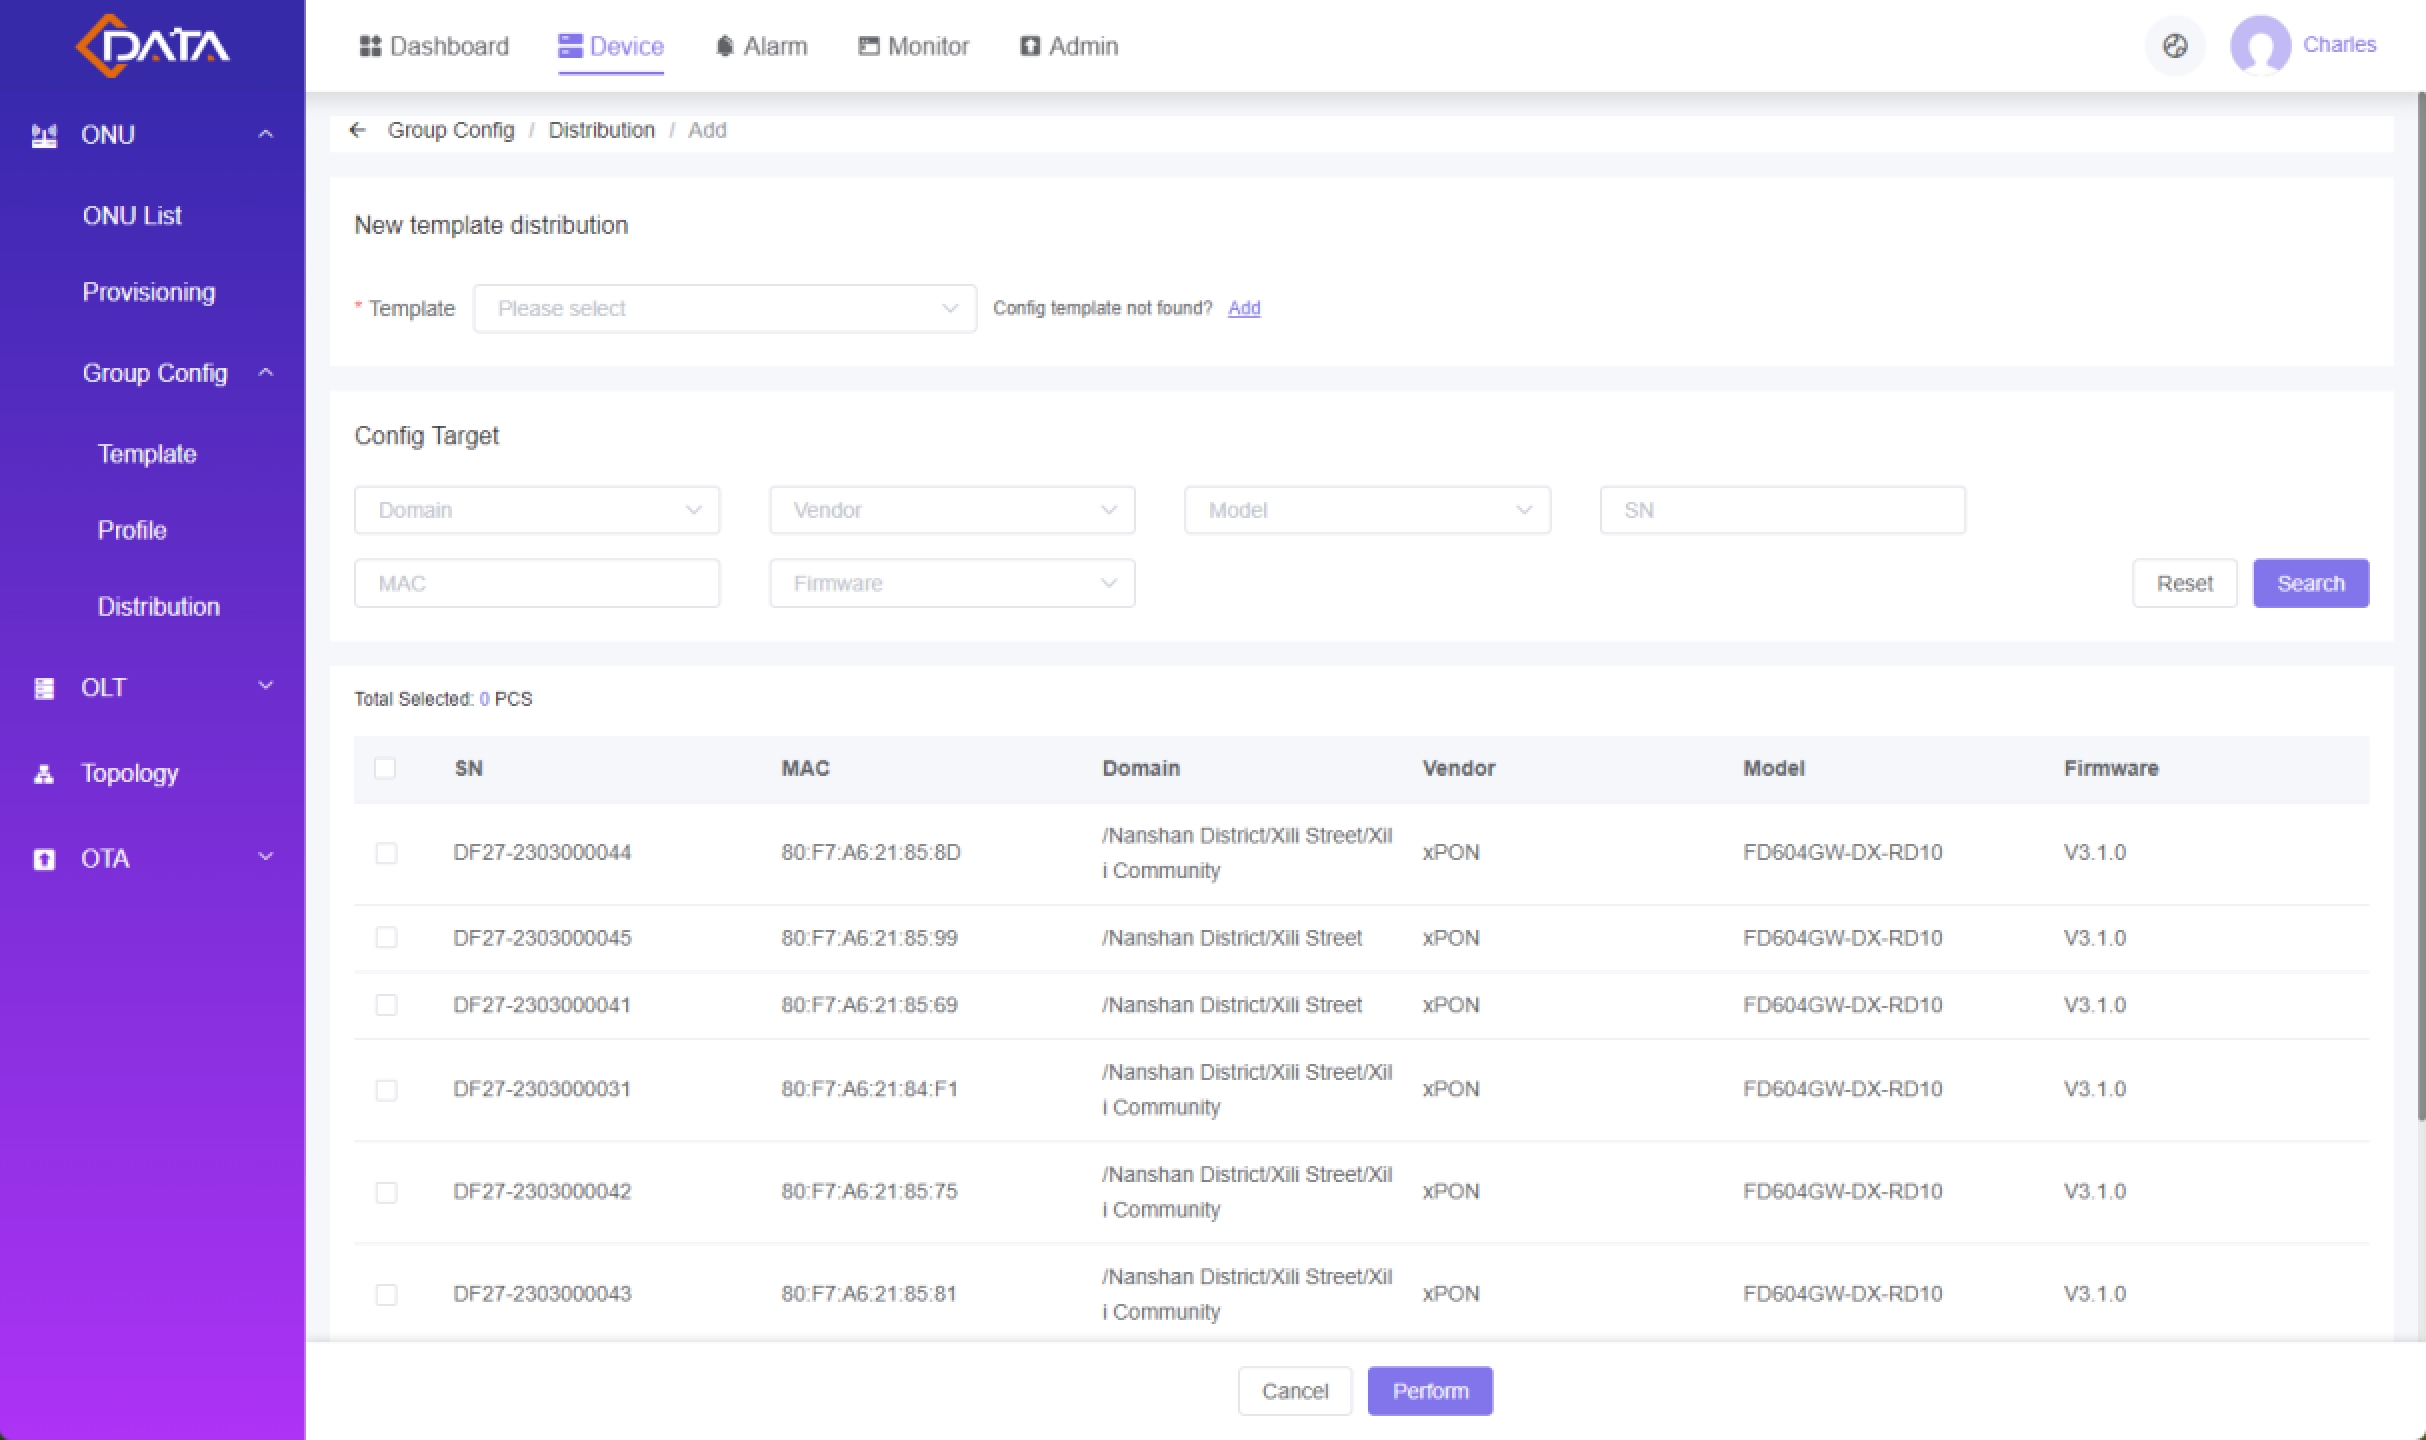 DATA
Dashboard Device Alarm Monitor Admin Charles
ONU
ONU List
Provisioning
Group Config
Template
Profile
Distribution
OLT
Topology
OTA
Group Config / Distribution / Add
New template distribution
* Template Please select Config template not found? Add
Config Target
Domain Vendor Model SN
MAC Firmware Reset Search
Total Selected: 0 PCS
SN MAC Domain Vendor Model Firmware
DF27-2303000044 80:F7:A6:21:85:8D /Nanshan District/Xili Street/Xil xPON FD604GW-DX-RD10 V3.1.0
i Community
DF27-2303000045 80:F7:A6:21:85:99 /Nanshan District/Xili Street xPON FD604GW-DX-RD10 V3.1.0
DF27-2303000041 80:F7:A6:21:85:69 /Nanshan District/Xili Street xPON FD604GW-DX-RD10 V3.1.0
DF27-2303000031 80:F7:A6:21:84:F1 /Nanshan District/Xili Street/Xil xPON FD604GW-DX-RD10 V3.1.0
i Community
DF27-2303000042 80:F7:A6:21:85:75 /Nanshan District/Xili Street/Xil xPON FD604GW-DX-RD10 V3.1.0
i Community
DF27-2303000043 80:F7:A6:21:85:81 /Nanshan District/Xili Street/Xil xPON FD604GW-DX-RD10 V3.1.0
i Community
Cancel Perform